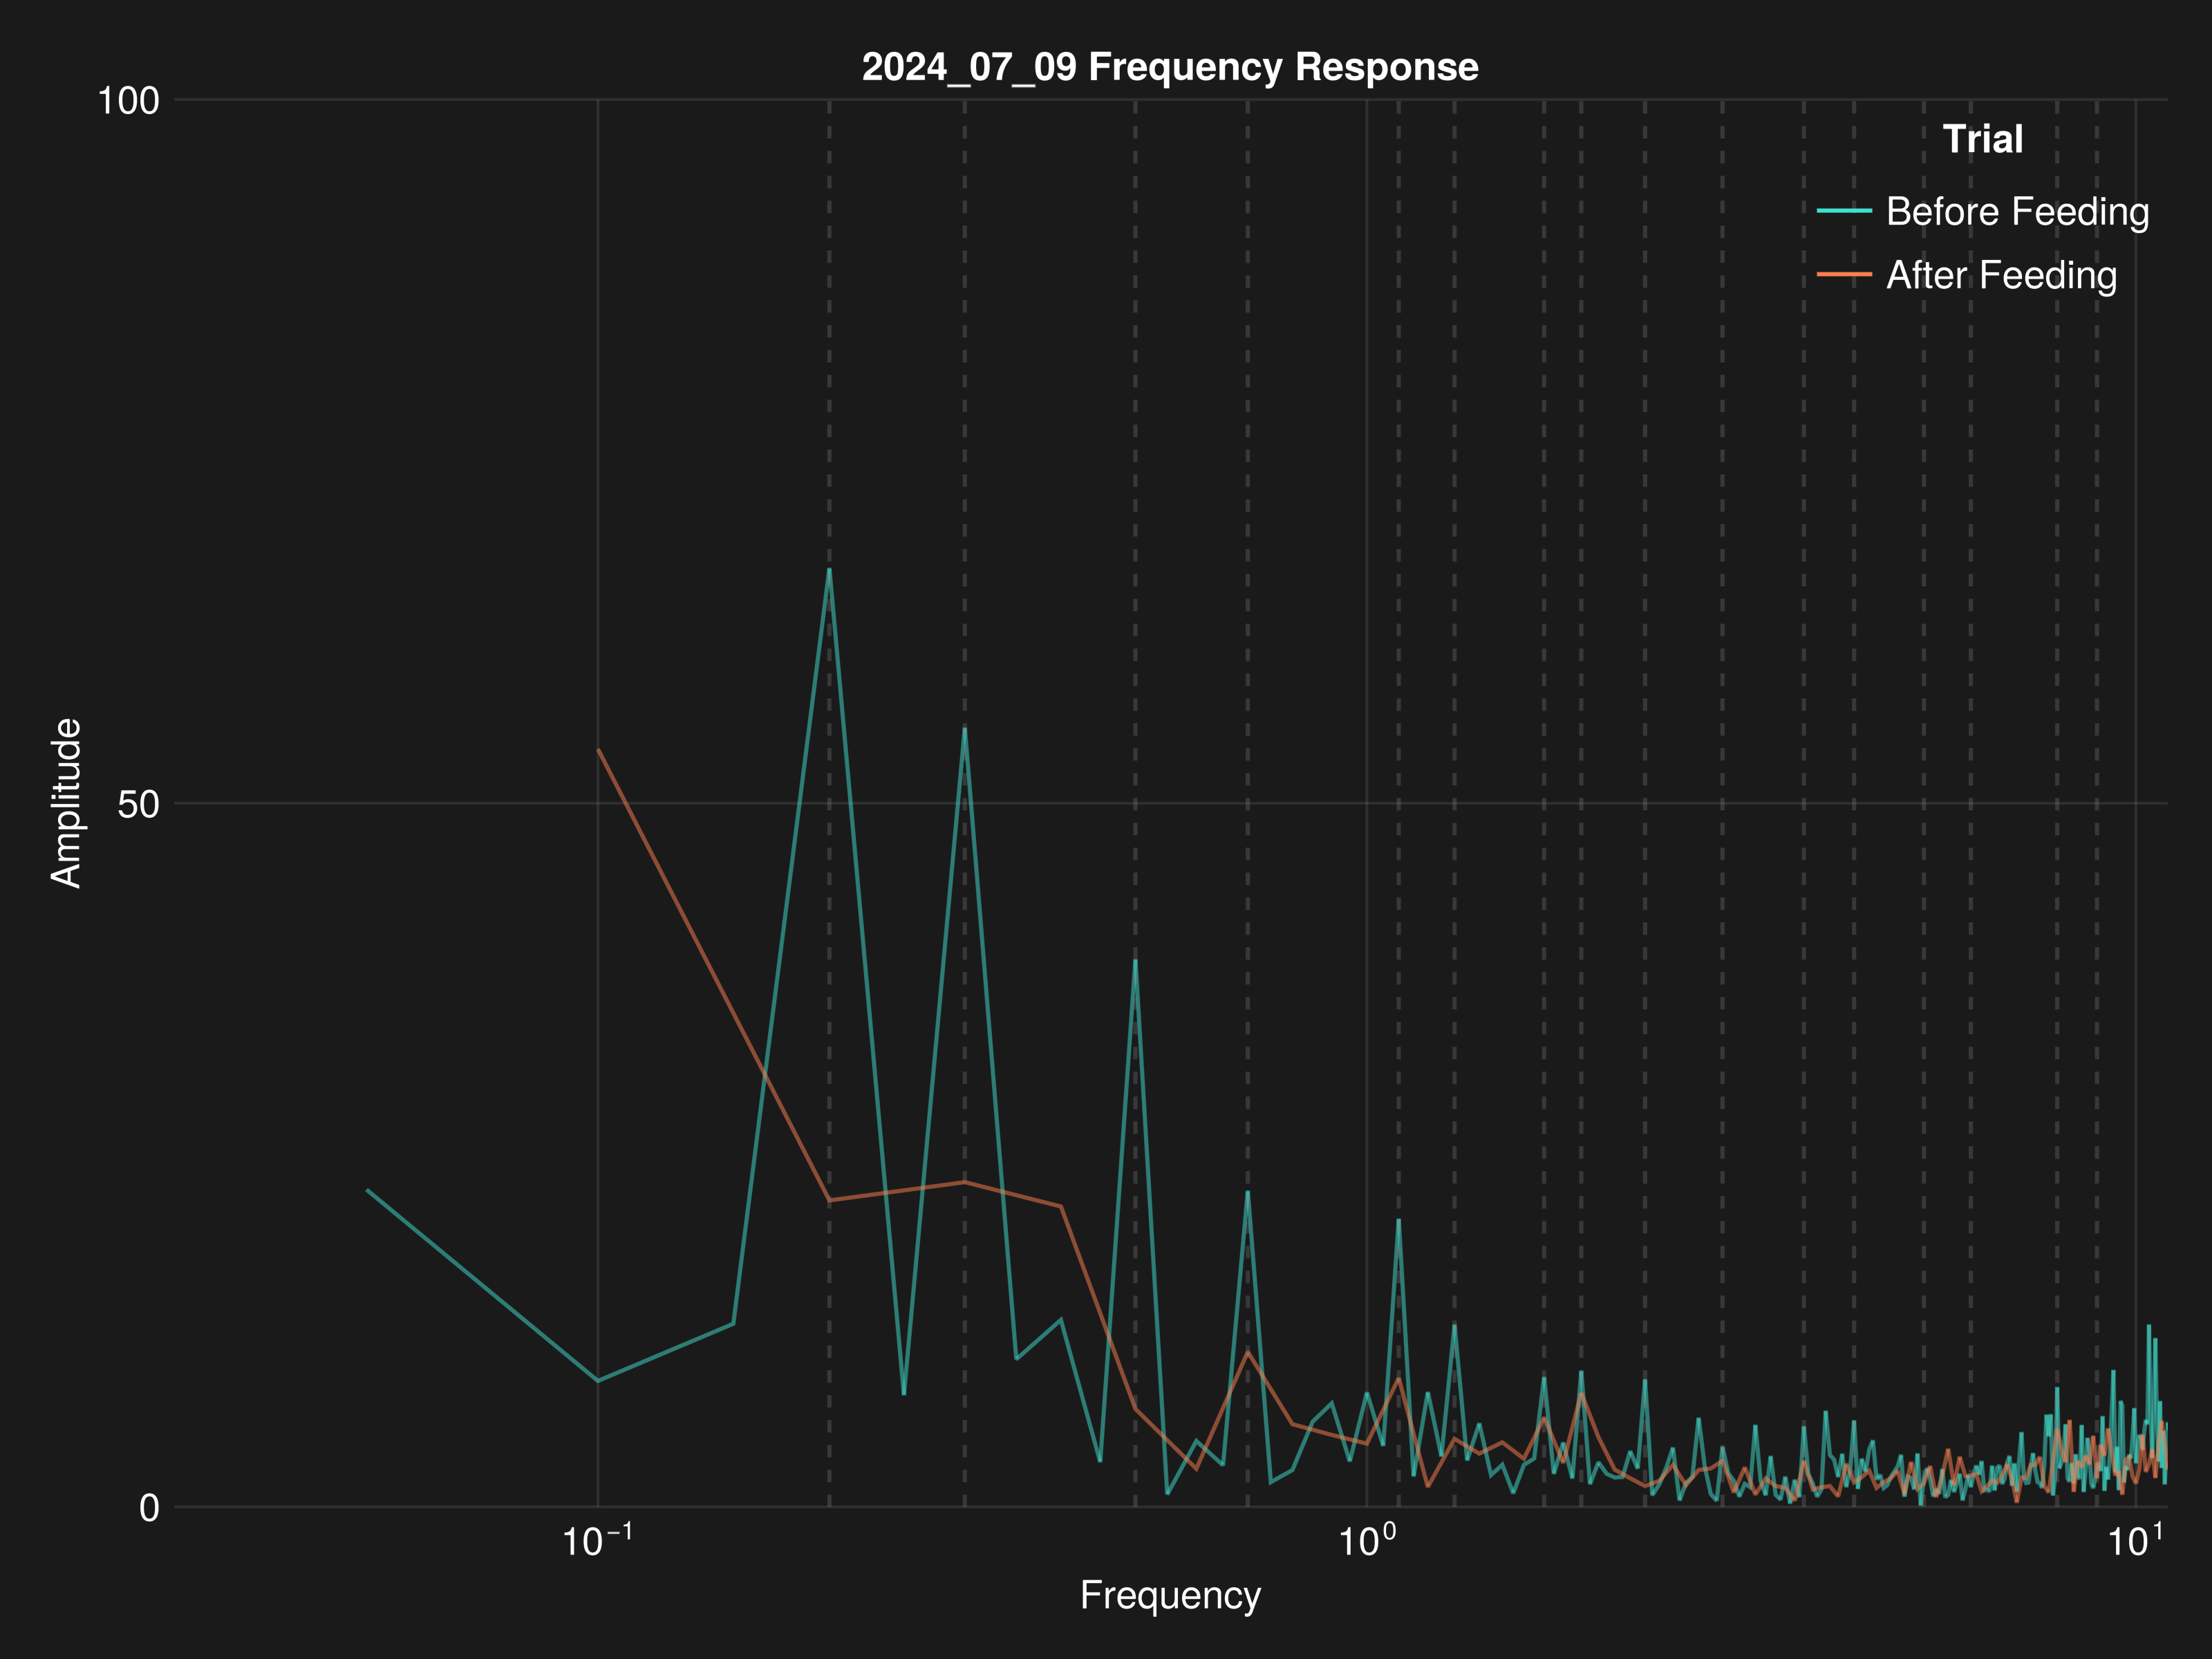 2024_07_09 Frequency Response
100
Trial
Before Feeding
After Feeding
Amplitude
50
0
10⁻¹
10⁰
10¹
Frequency